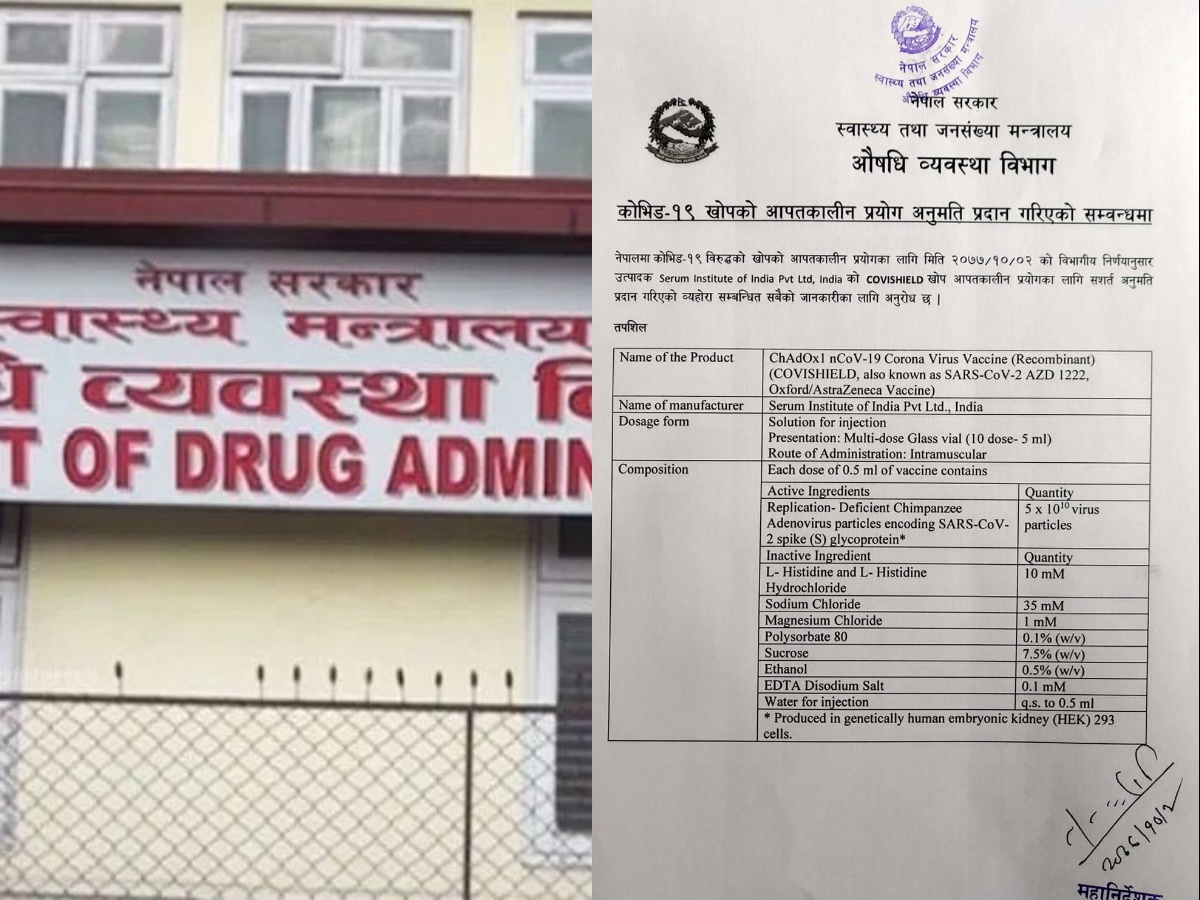 नेपाल सरकार
स्वास्थ्य मन्त्रालय
व्यवस्था
T OF DRUG ADMIN
नेपाल सरकार
स्वास्थ्य तथा जनसंख्या मन्त्रालय
औषधि व्यवस्था विभाग
नेपाल सरकार
स्वास्थ्य तथा जनसंख्या मन्त्रालय
औषधि व्यवस्था विभाग
कोभिड-१९ खोपको आपतकालीन प्रयोग अनुमति प्रदान गरिएको सम्वन्धमा
नेपालमा कोभिड-१९ विरुद्धको खोपको आपतकालीन प्रयोगका लागि मिति २०७७/१०/०२ को विभागीय निर्णयानुसार
उत्पादक Serum Institute of India Pvt Ltd, India को COVISHIELD खोप आपतकालीन प्रयोगका लागि सशर्त अनुमति
प्रदान गरिएको व्यहोरा सम्बन्धित सबैको जानकारीका लागि अनुरोध छ |
तपशिल
Name of the Product
ChAdOx1 nCoV-19 Corona Virus Vaccine (Recombinant)
(COVISHIELD, also known as SARS-CoV-2 AZD 1222,
Oxford/AstraZeneca Vaccine)
Name of manufacturer
Serum Institute of India Pvt Ltd., India
Dosage form
Solution for injection
Presentation: Multi-dose Glass vial (10 dose- 5 ml)
Route of Administration: Intramuscular
Composition
Each dose of 0.5 ml of vaccine contains
Active Ingredients Quantity
Replication- Deficient Chimpanzee 5 x 10¹⁰ virus
Adenovirus particles encoding SARS-CoV- particles
2 spike (S) glycoprotein*
Inactive Ingredient Quantity
L- Histidine and L- Histidine 10 mM
Hydrochloride
Sodium Chloride 35 mM
Magnesium Chloride 1 mM
Polysorbate 80 0.1% (w/v)
Sucrose 7.5% (w/v)
Ethanol 0.5% (w/v)
EDTA Disodium Salt 0.1 mM
Water for injection q.s. to 0.5 ml
* Produced in genetically human embryonic kidney (HEK) 293
cells.
महानिर्देशक